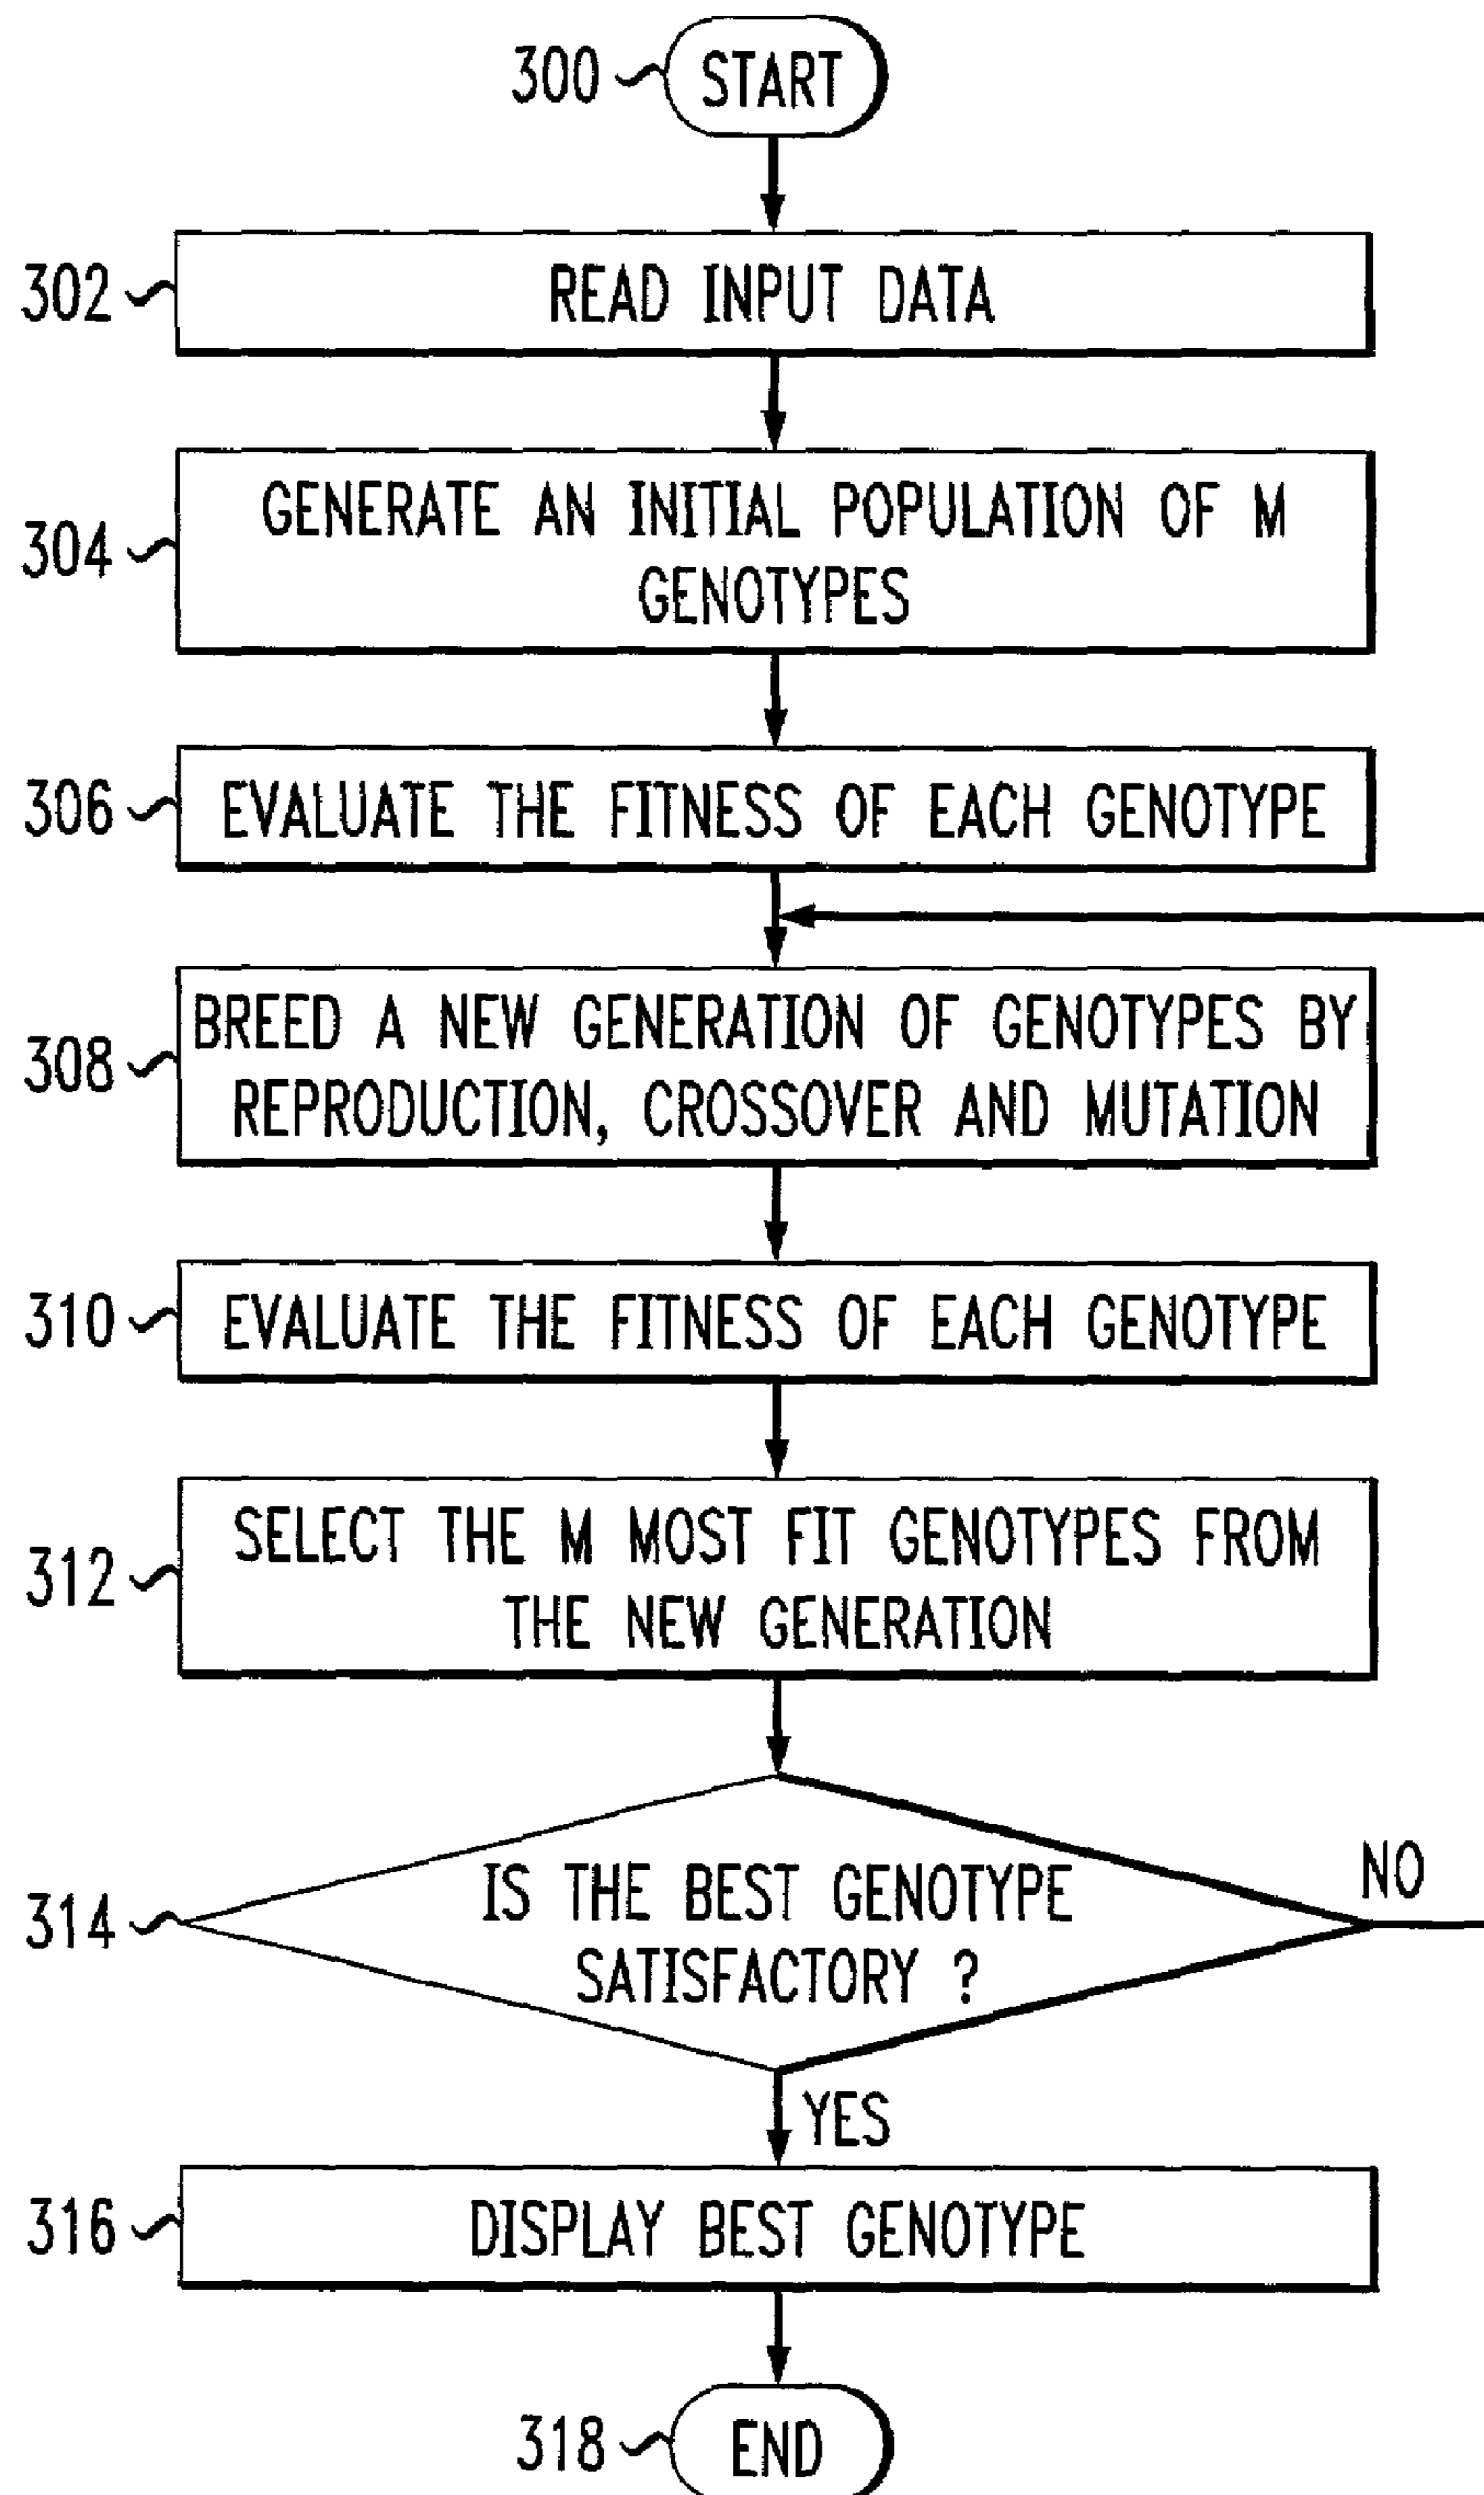 300 START
302 READ INPUT DATA
304 GENERATE AN INITIAL POPULATION OF M
GENOTYPES
306 EVALUATE THE FITNESS OF EACH GENOTYPE
308 BREED A NEW GENERATION OF GENOTYPES BY
REPRODUCTION, CROSSOVER AND MUTATION
310 EVALUATE THE FITNESS OF EACH GENOTYPE
312 SELECT THE M MOST FIT GENOTYPES FROM
THE NEW GENERATION
314 IS THE BEST GENOTYPE
SATISFACTORY ?
NO
YES
316 DISPLAY BEST GENOTYPE
318 END